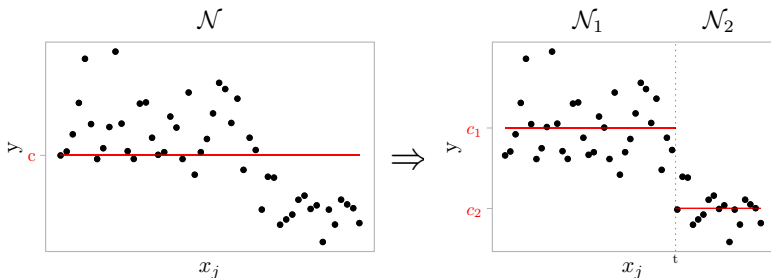 𝒩
𝒩₁
𝒩₂
y
c
x_j
⇒
y
c₁
c₂
x_j
t